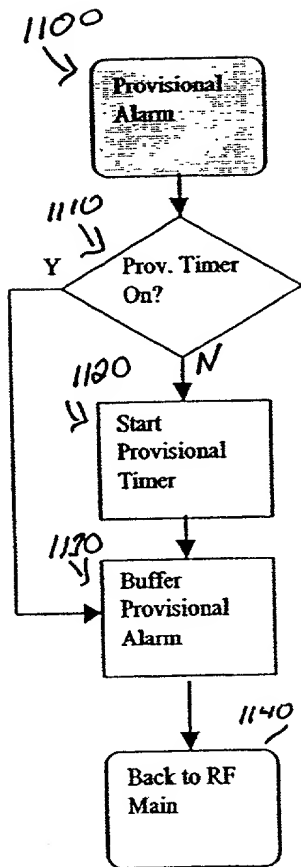 1100
Provisional
Alarm
1110
Y
Prov. Timer
On?
N
1120
Start
Provisional
Timer
1130
Buffer
Provisional
Alarm
1140
Back to RF
Main